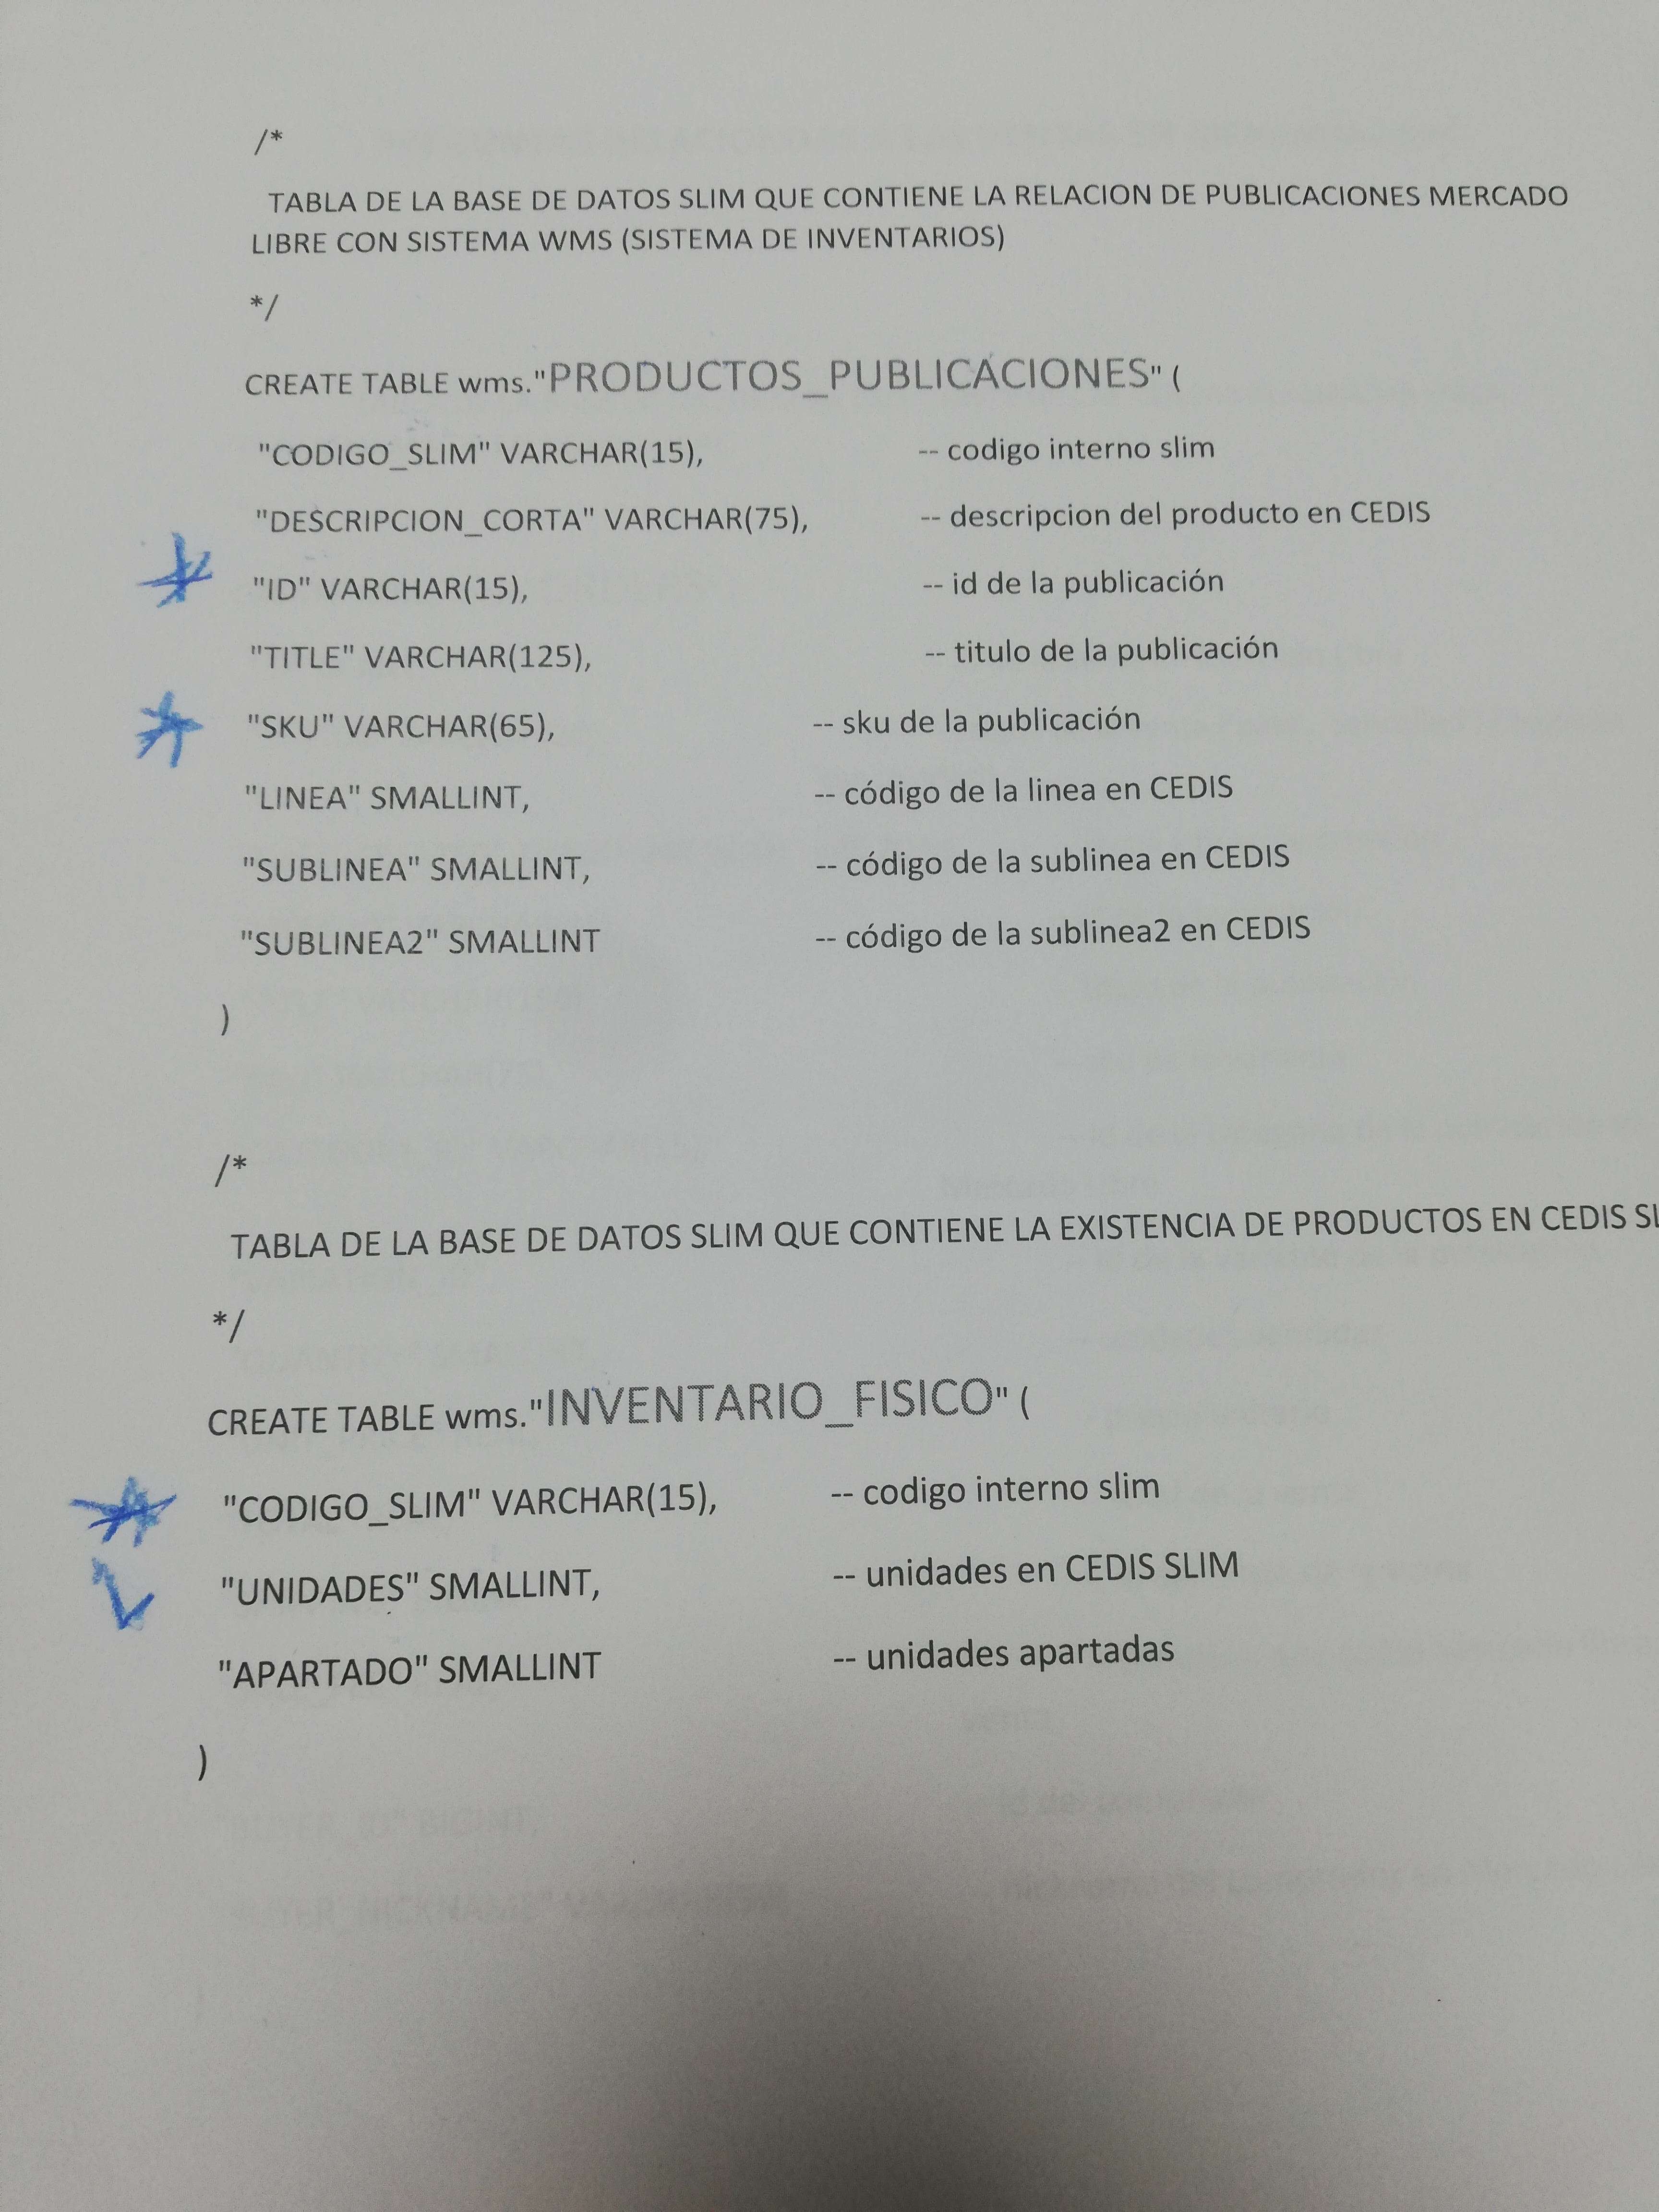 /*
TABLA DE LA BASE DE DATOS SLIM QUE CONTIENE LA RELACION DE PUBLICACIONES MERCADO
LIBRE CON SISTEMA WMS (SISTEMA DE INVENTARIOS)
*/
CREATE TABLE wms."PRODUCTOS_PUBLICACIONES" (
"CODIGO_SLIM" VARCHAR(15), -- codigo interno slim
"DESCRIPCION_CORTA" VARCHAR(75), -- descripcion del producto en CEDIS
"ID" VARCHAR(15), -- id de la publicación
"TITLE" VARCHAR(125), -- titulo de la publicación
"SKU" VARCHAR(65), -- sku de la publicación
"LINEA" SMALLINT, -- código de la linea en CEDIS
"SUBLINEA" SMALLINT, -- código de la sublinea en CEDIS
"SUBLINEA2" SMALLINT -- código de la sublinea2 en CEDIS
)
/*
TABLA DE LA BASE DE DATOS SLIM QUE CONTIENE LA EXISTENCIA DE PRODUCTOS EN CEDIS
*/
CREATE TABLE wms."INVENTARIO_FISICO" (
"CODIGO_SLIM" VARCHAR(15), -- codigo interno slim
"UNIDADES" SMALLINT, -- unidades en CEDIS SLIM
"APARTADO" SMALLINT -- unidades apartadas
)